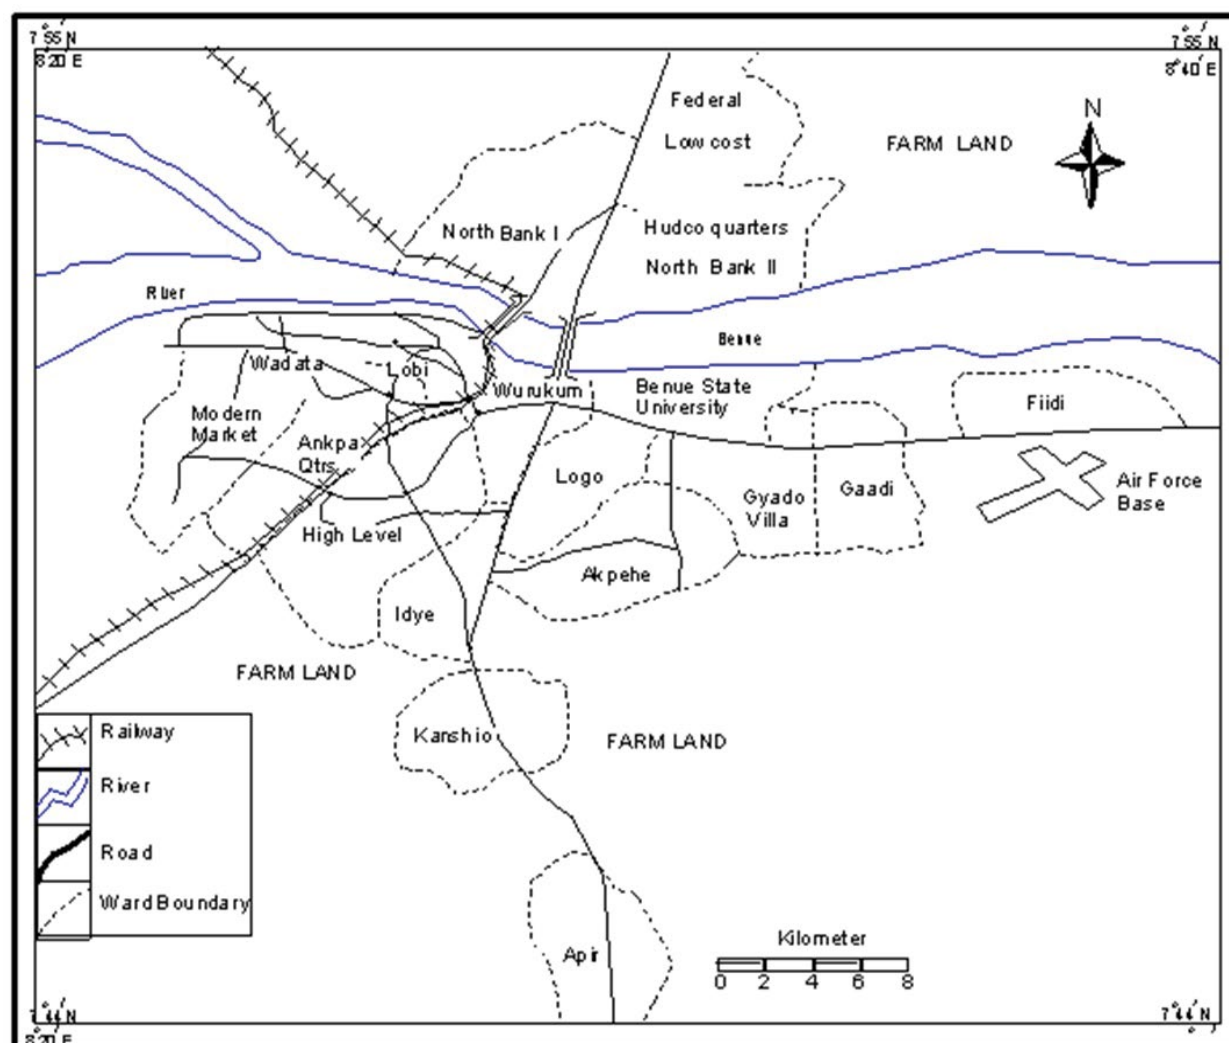 7°55' N
8°20' E
7°55' N
8°40' E
N
Federal
Low cost
FARM LAND
North Bank I
Hudco quarters
North Bank II
River
Benue
Wadata
Lobi
Wurukum
Benue State
University
Fiidi
Modern
Market
Ankpa
Qtrs
Logo
Gyado
Villa
Gaadi
Air Force
Base
High Level
Akpehe
Idye
FARM LAND
Kanshio
FARM LAND
Railway
River
Road
Ward Boundary
Apir
Kilometer
0 2 4 6 8
7°44' N
8°20' E
7°44' N